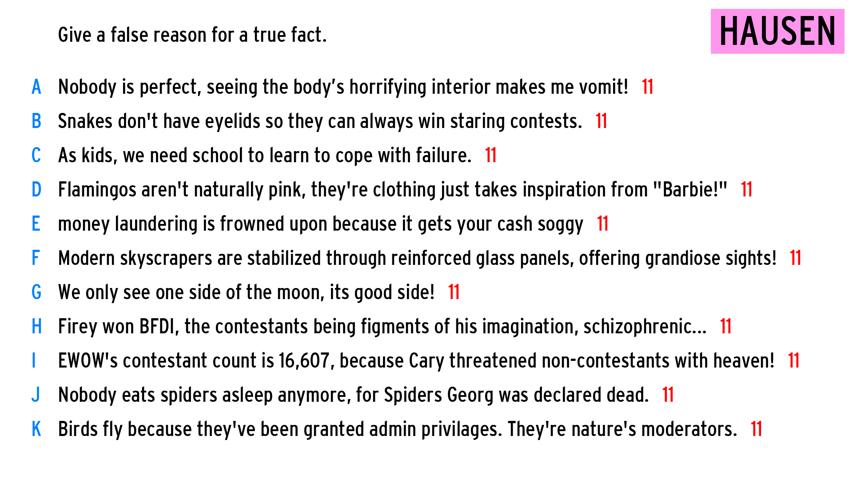 Give a false reason for a true fact.
HAUSEN
A Nobody is perfect, seeing the body's horrifying interior makes me vomit! 11
B Snakes don't have eyelids so they can always win staring contests. 11
C As kids, we need school to learn to cope with failure. 11
D Flamingos aren't naturally pink, they're clothing just takes inspiration from "Barbie!" 11
E money laundering is frowned upon because it gets your cash soggy 11
F Modern skyscrapers are stabilized through reinforced glass panels, offering grandiose sights! 11
G We only see one side of the moon, its good side! 11
H Firey won BFDI, the contestants being figments of his imagination, schizophrenic... 11
I EWOW's contestant count is 16,607, because Cary threatened non-contestants with heaven! 11
J Nobody eats spiders asleep anymore, for Spiders Georg was declared dead. 11
K Birds fly because they've been granted admin privilages. They're nature's moderators. 11